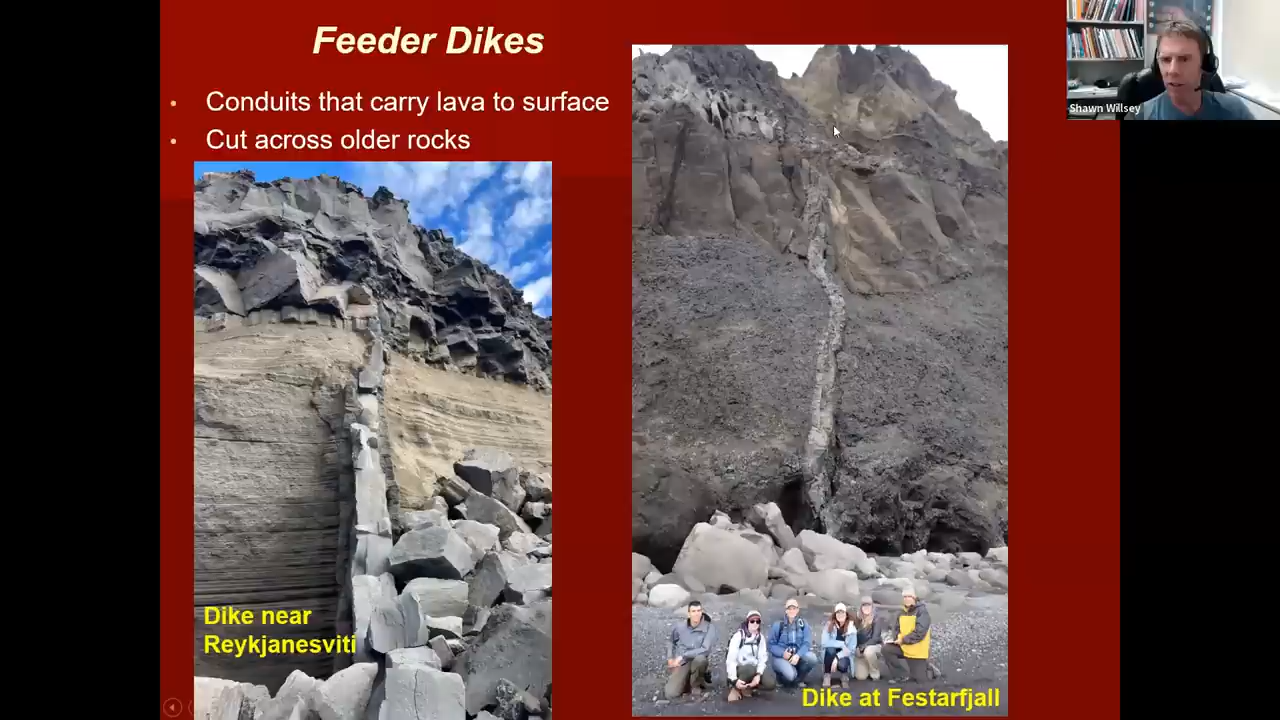 Feeder Dikes
• Conduits that carry lava to surface
• Cut across older rocks
Dike near
Reykjanesviti
Dike at Festarfjall
Shawn Willsey